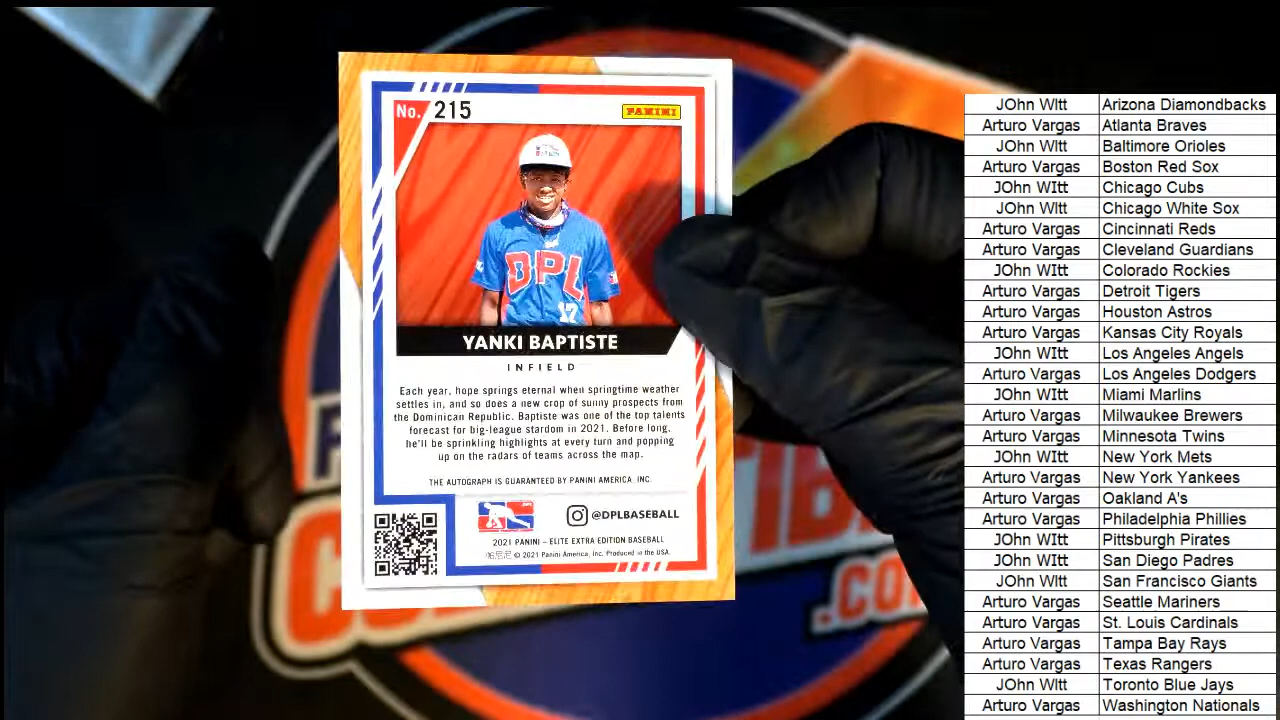 No. 215
PANINI
DPL
17
YANKI BAPTISTE
INFIELD
Each year, hope springs eternal when springtime weather
settles in, and so does a new crop of sunny prospects from
the Dominican Republic. Baptiste was one of the top talents
forecast for big-league stardom in 2021. Before long,
he'll be sprinkling highlights at every turn and popping
up on the radars of teams across the map.
THE AUTOGRAPH IS GUARANTEED BY PANINI AMERICA, INC.
@DPLBASEBALL
2021 PANINI – ELITE EXTRA EDITION BASEBALL
帕尼尼 © 2021 Panini America, Inc. Produced in the USA.
.CO
JOhn WItt Arizona Diamondbacks
Arturo Vargas Atlanta Braves
JOhn WItt Baltimore Orioles
Arturo Vargas Boston Red Sox
JOhn WItt Chicago Cubs
JOhn WItt Chicago White Sox
Arturo Vargas Cincinnati Reds
Arturo Vargas Cleveland Guardians
JOhn WItt Colorado Rockies
Arturo Vargas Detroit Tigers
Arturo Vargas Houston Astros
Arturo Vargas Kansas City Royals
JOhn WItt Los Angeles Angels
Arturo Vargas Los Angeles Dodgers
JOhn WItt Miami Marlins
Arturo Vargas Milwaukee Brewers
Arturo Vargas Minnesota Twins
JOhn WItt New York Mets
Arturo Vargas New York Yankees
Arturo Vargas Oakland A's
Arturo Vargas Philadelphia Phillies
JOhn WItt Pittsburgh Pirates
JOhn WItt San Diego Padres
JOhn WItt San Francisco Giants
Arturo Vargas Seattle Mariners
Arturo Vargas St. Louis Cardinals
Arturo Vargas Tampa Bay Rays
Arturo Vargas Texas Rangers
JOhn WItt Toronto Blue Jays
Arturo Vargas Washington Nationals